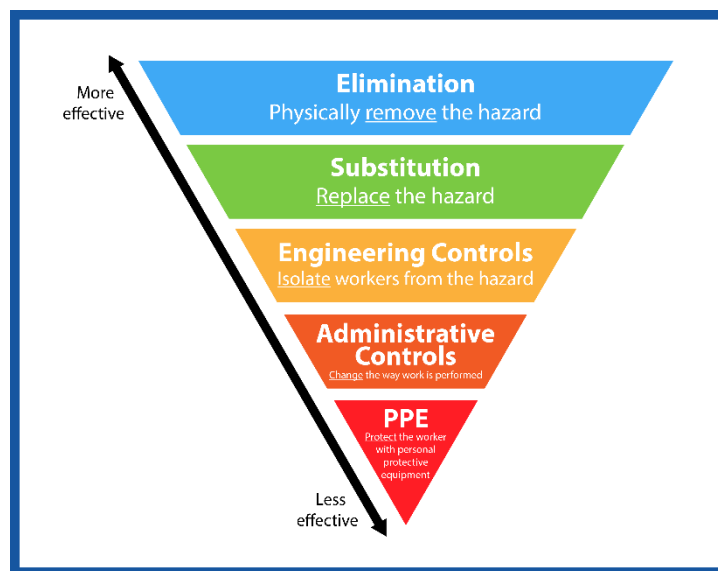 More
effective
Elimination
Physically remove the hazard
Substitution
Replace the hazard
Engineering Controls
Isolate workers from the hazard
Administrative
Controls
Change the way work is performed
PPE
Protect the worker
with personal
protective
equipment
Less
effective